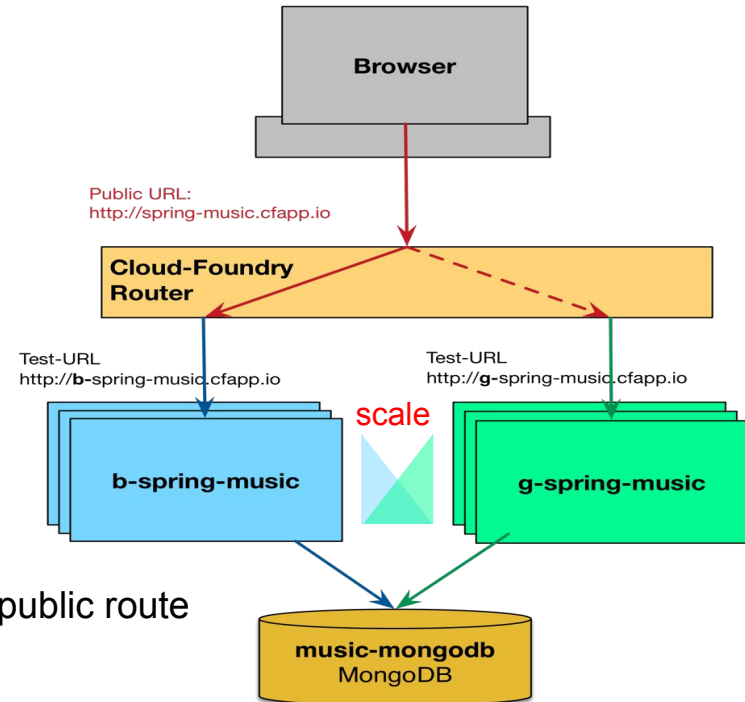 Browser
Public URL:
http://spring-music.cfapp.io
Cloud-Foundry
Router
Test-URL
http://b-spring-music.cfapp.io
Test-URL
http://g-spring-music.cfapp.io
scale
b-spring-music
g-spring-music
public route
music-mongodb
MongoDB